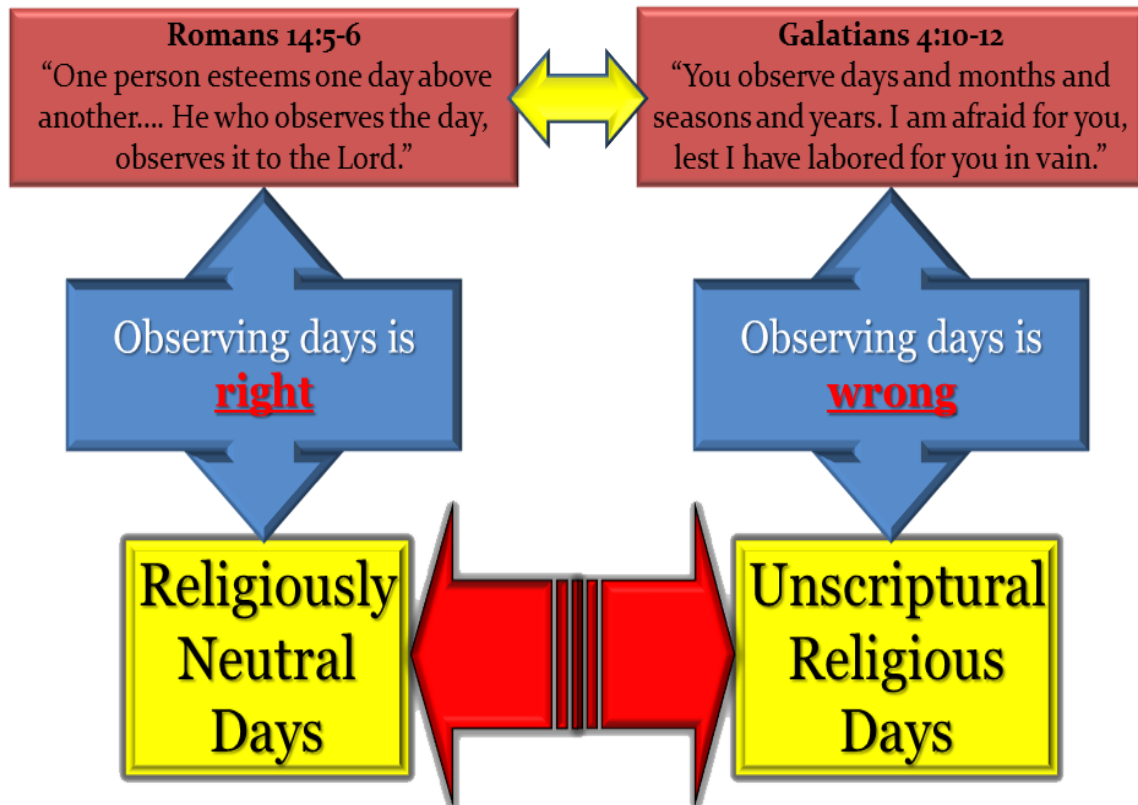 Romans 14:5-6
“One person esteems one day above
another.... He who observes the day,
observes it to the Lord.”
Galatians 4:10-12
“You observe days and months and
seasons and years. I am afraid for you,
lest I have labored for you in vain.”
Observing days is
right
Observing days is
wrong
Religiously
Neutral
Days
Unscriptural
Religious
Days